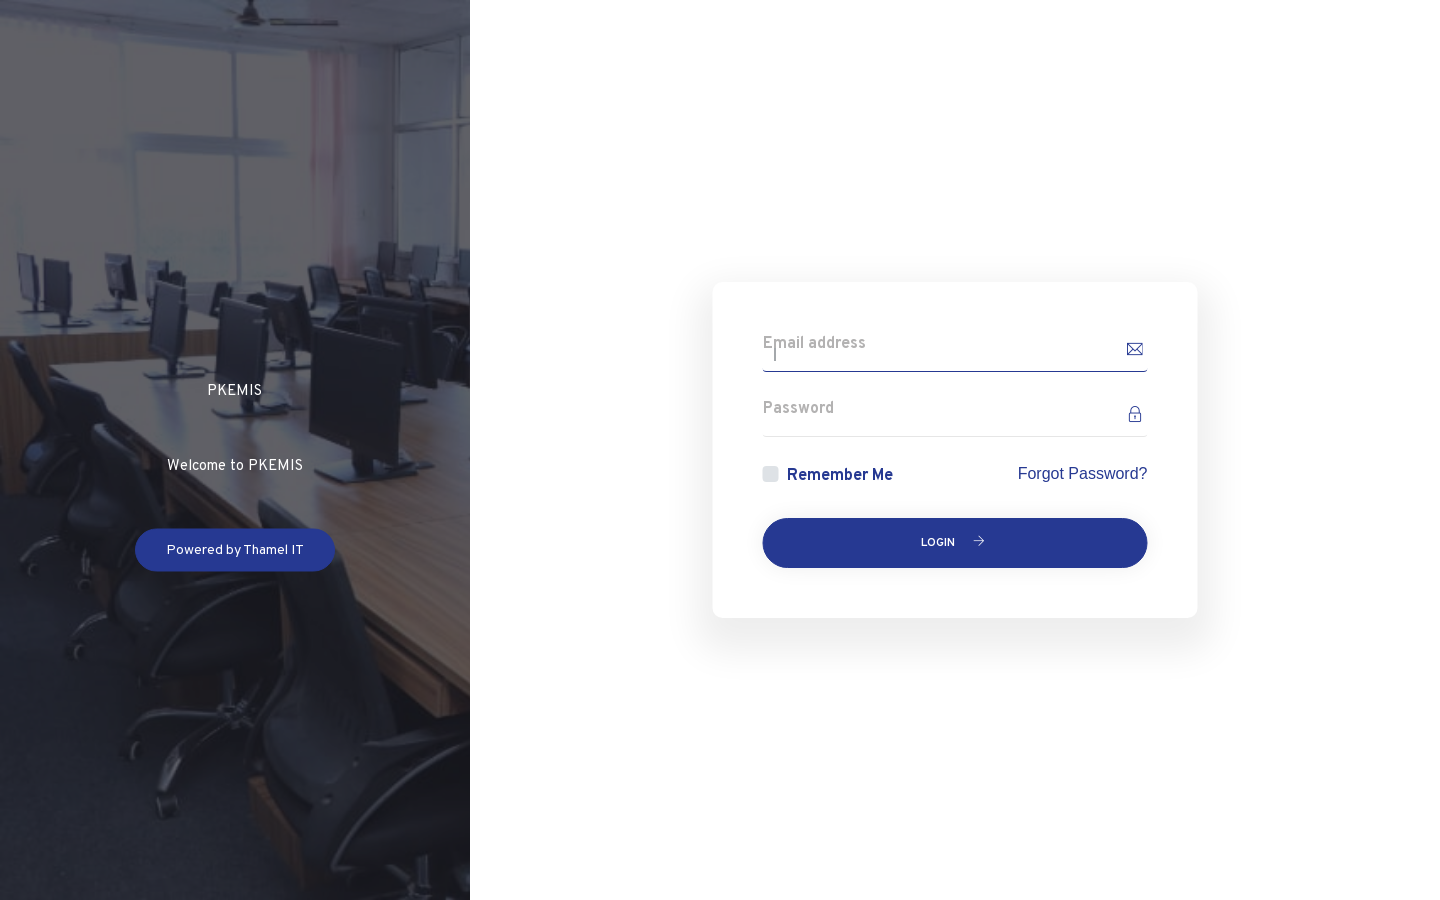 PKEMIS
Welcome to PKEMIS
Powered by Thamel IT
Email address
Password
Remember Me
Forgot Password?
LOGIN